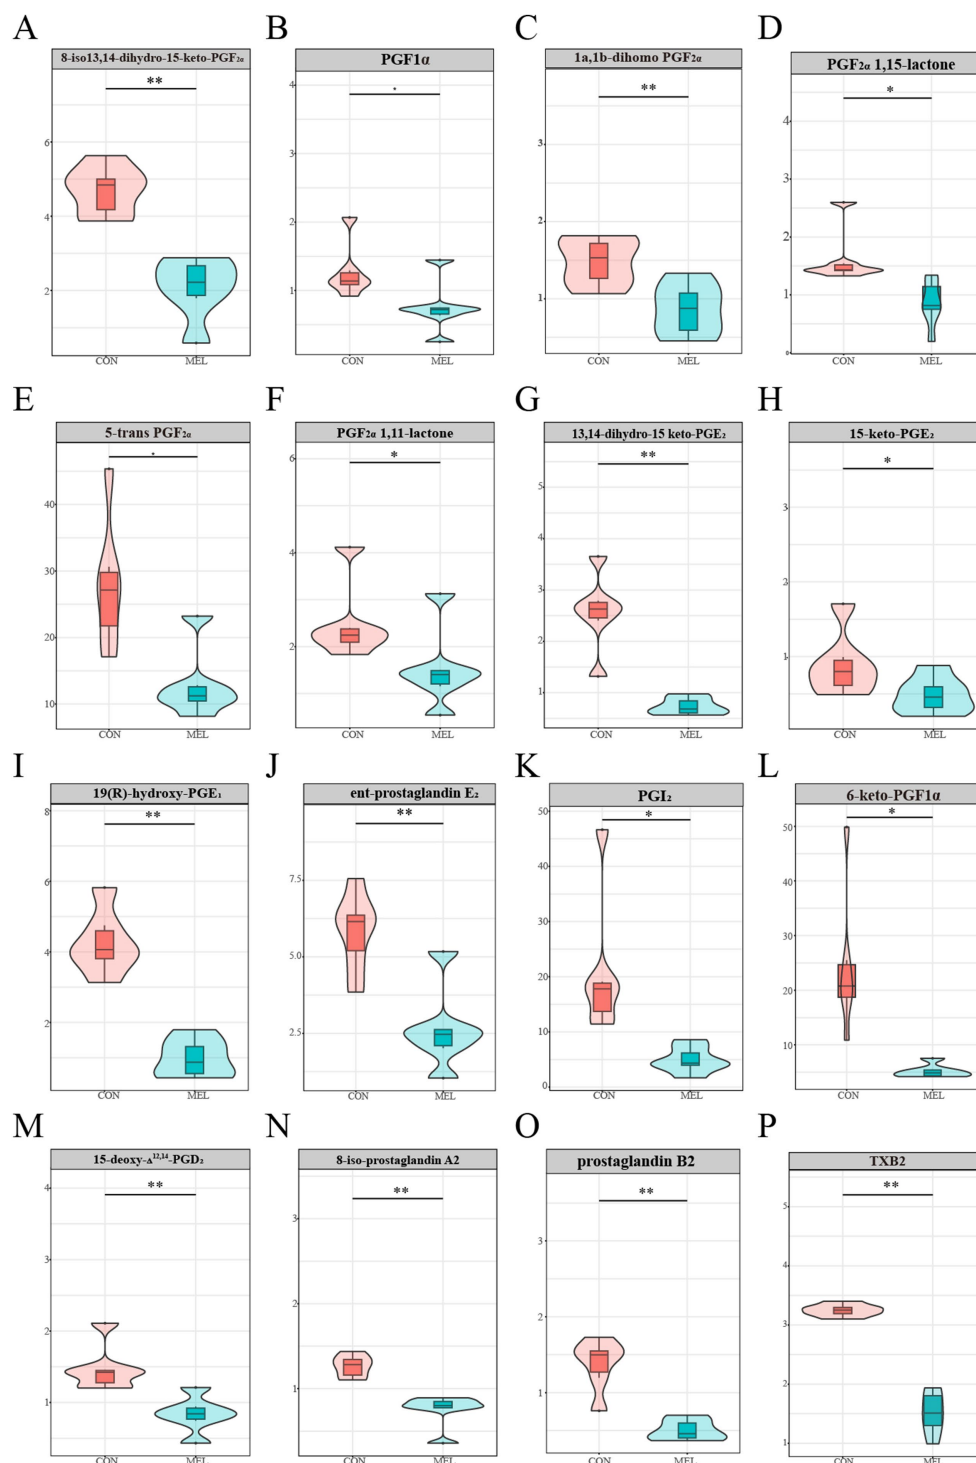 A
8-iso13,14-dihydro-15-keto-PGF₂α
**
6
4
2
CON MEL
B
PGF1α
*
4
3
2
1
CON MEL
C
1a,1b-dihomo PGF₂α
**
3
2
1
CON MEL
D
PGF₂α 1,15-lactone
*
4
3
2
1
0
CON MEL
E
5-trans PGF₂α
*
40
30
20
10
CON MEL
F
PGF₂α 1,11-lactone
*
6
4
2
CON MEL
G
13,14-dihydro-15 keto-PGE₂
**
5
4
3
2
1
CON MEL
H
15-keto-PGE₂
*
3
2
1
CON MEL
I
19(R)-hydroxy-PGE₁
**
8
6
4
2
CON MEL
J
ent-prostaglandin E₂
**
7.5
5.0
2.5
CON MEL
K
PGI₂
*
50
40
30
20
10
0
CON MEL
L
6-keto-PGF1α
*
50
40
30
20
10
CON MEL
M
15-deoxy-Δ¹²,¹⁴-PGD₂
**
4
3
2
1
CON MEL
N
8-iso-prostaglandin A2
**
3
2
1
CON MEL
O
prostaglandin B2
**
3
2
1
CON MEL
P
TXB2
**
5
4
3
2
1
CON MEL